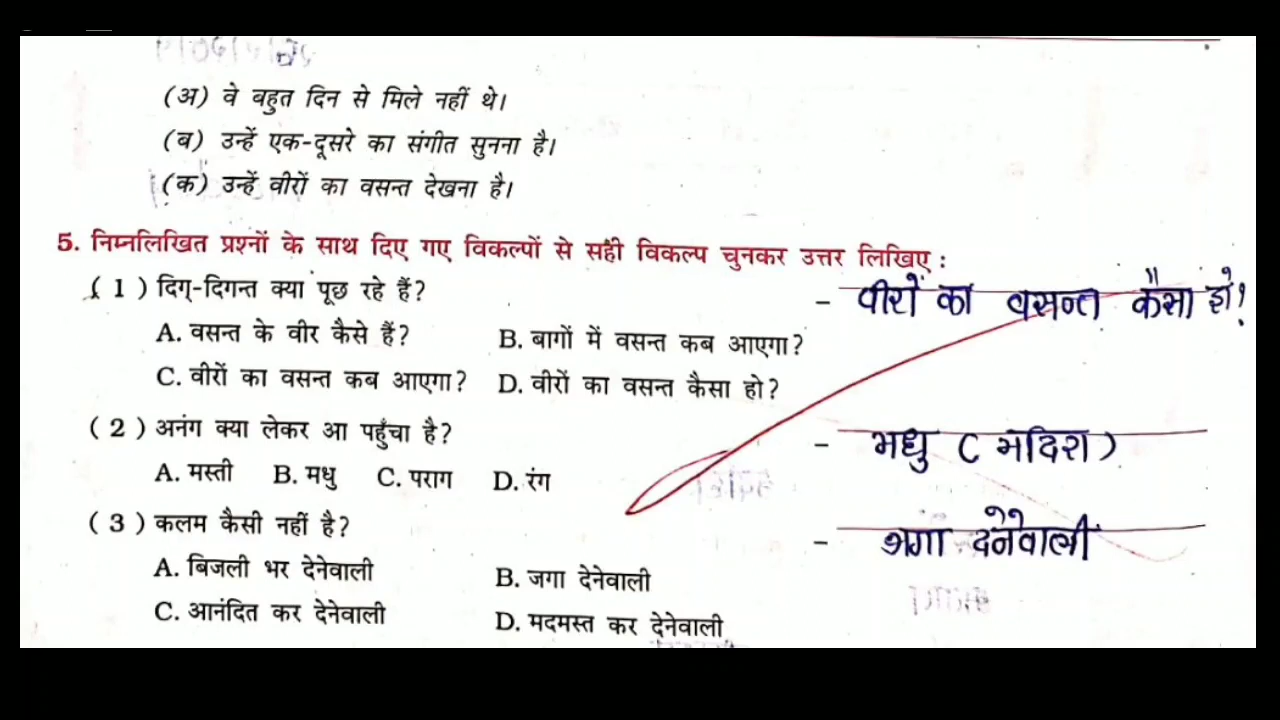 (अ) वे बहुत दिन से मिले नहीं थे।
(ब) उन्हें एक-दूसरे का संगीत सुनना है।
(क) उन्हें वीरों का वसन्त देखना है।
5. निम्नलिखित प्रश्नों के साथ दिए गए विकल्पों से सही विकल्प चुनकर उत्तर लिखिए :
( 1 ) दिग्-दिगन्त क्या पूछ रहे हैं? - वीरों का वसन्त कैसा हो?
A. वसन्त के वीर कैसे हैं? B. बागों में वसन्त कब आएगा?
C. वीरों का वसन्त कब आएगा? D. वीरों का वसन्त कैसा हो?
( 2 ) अनंग क्या लेकर आ पहुँचा है? - मधु (मदिरा)
A. मस्ती B. मधु C. पराग D. रंग
( 3 ) कलम कैसी नहीं है? - जगा देनेवाली
A. बिजली भर देनेवाली B. जगा देनेवाली
C. आनंदित कर देनेवाली D. मदमस्त कर देनेवाली